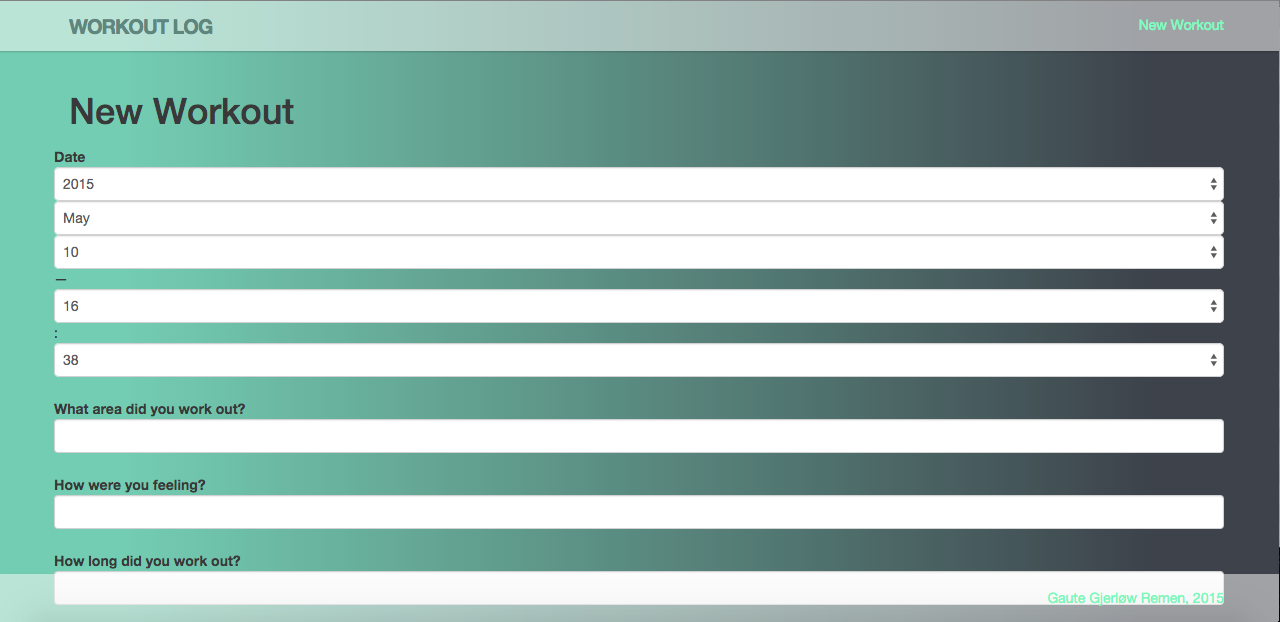 WORKOUT LOG
New Workout
New Workout
Date
2015
May
10
—
16
:
38
What area did you work out?
How were you feeling?
How long did you work out?
Gaute Gjerløw Remen, 2015